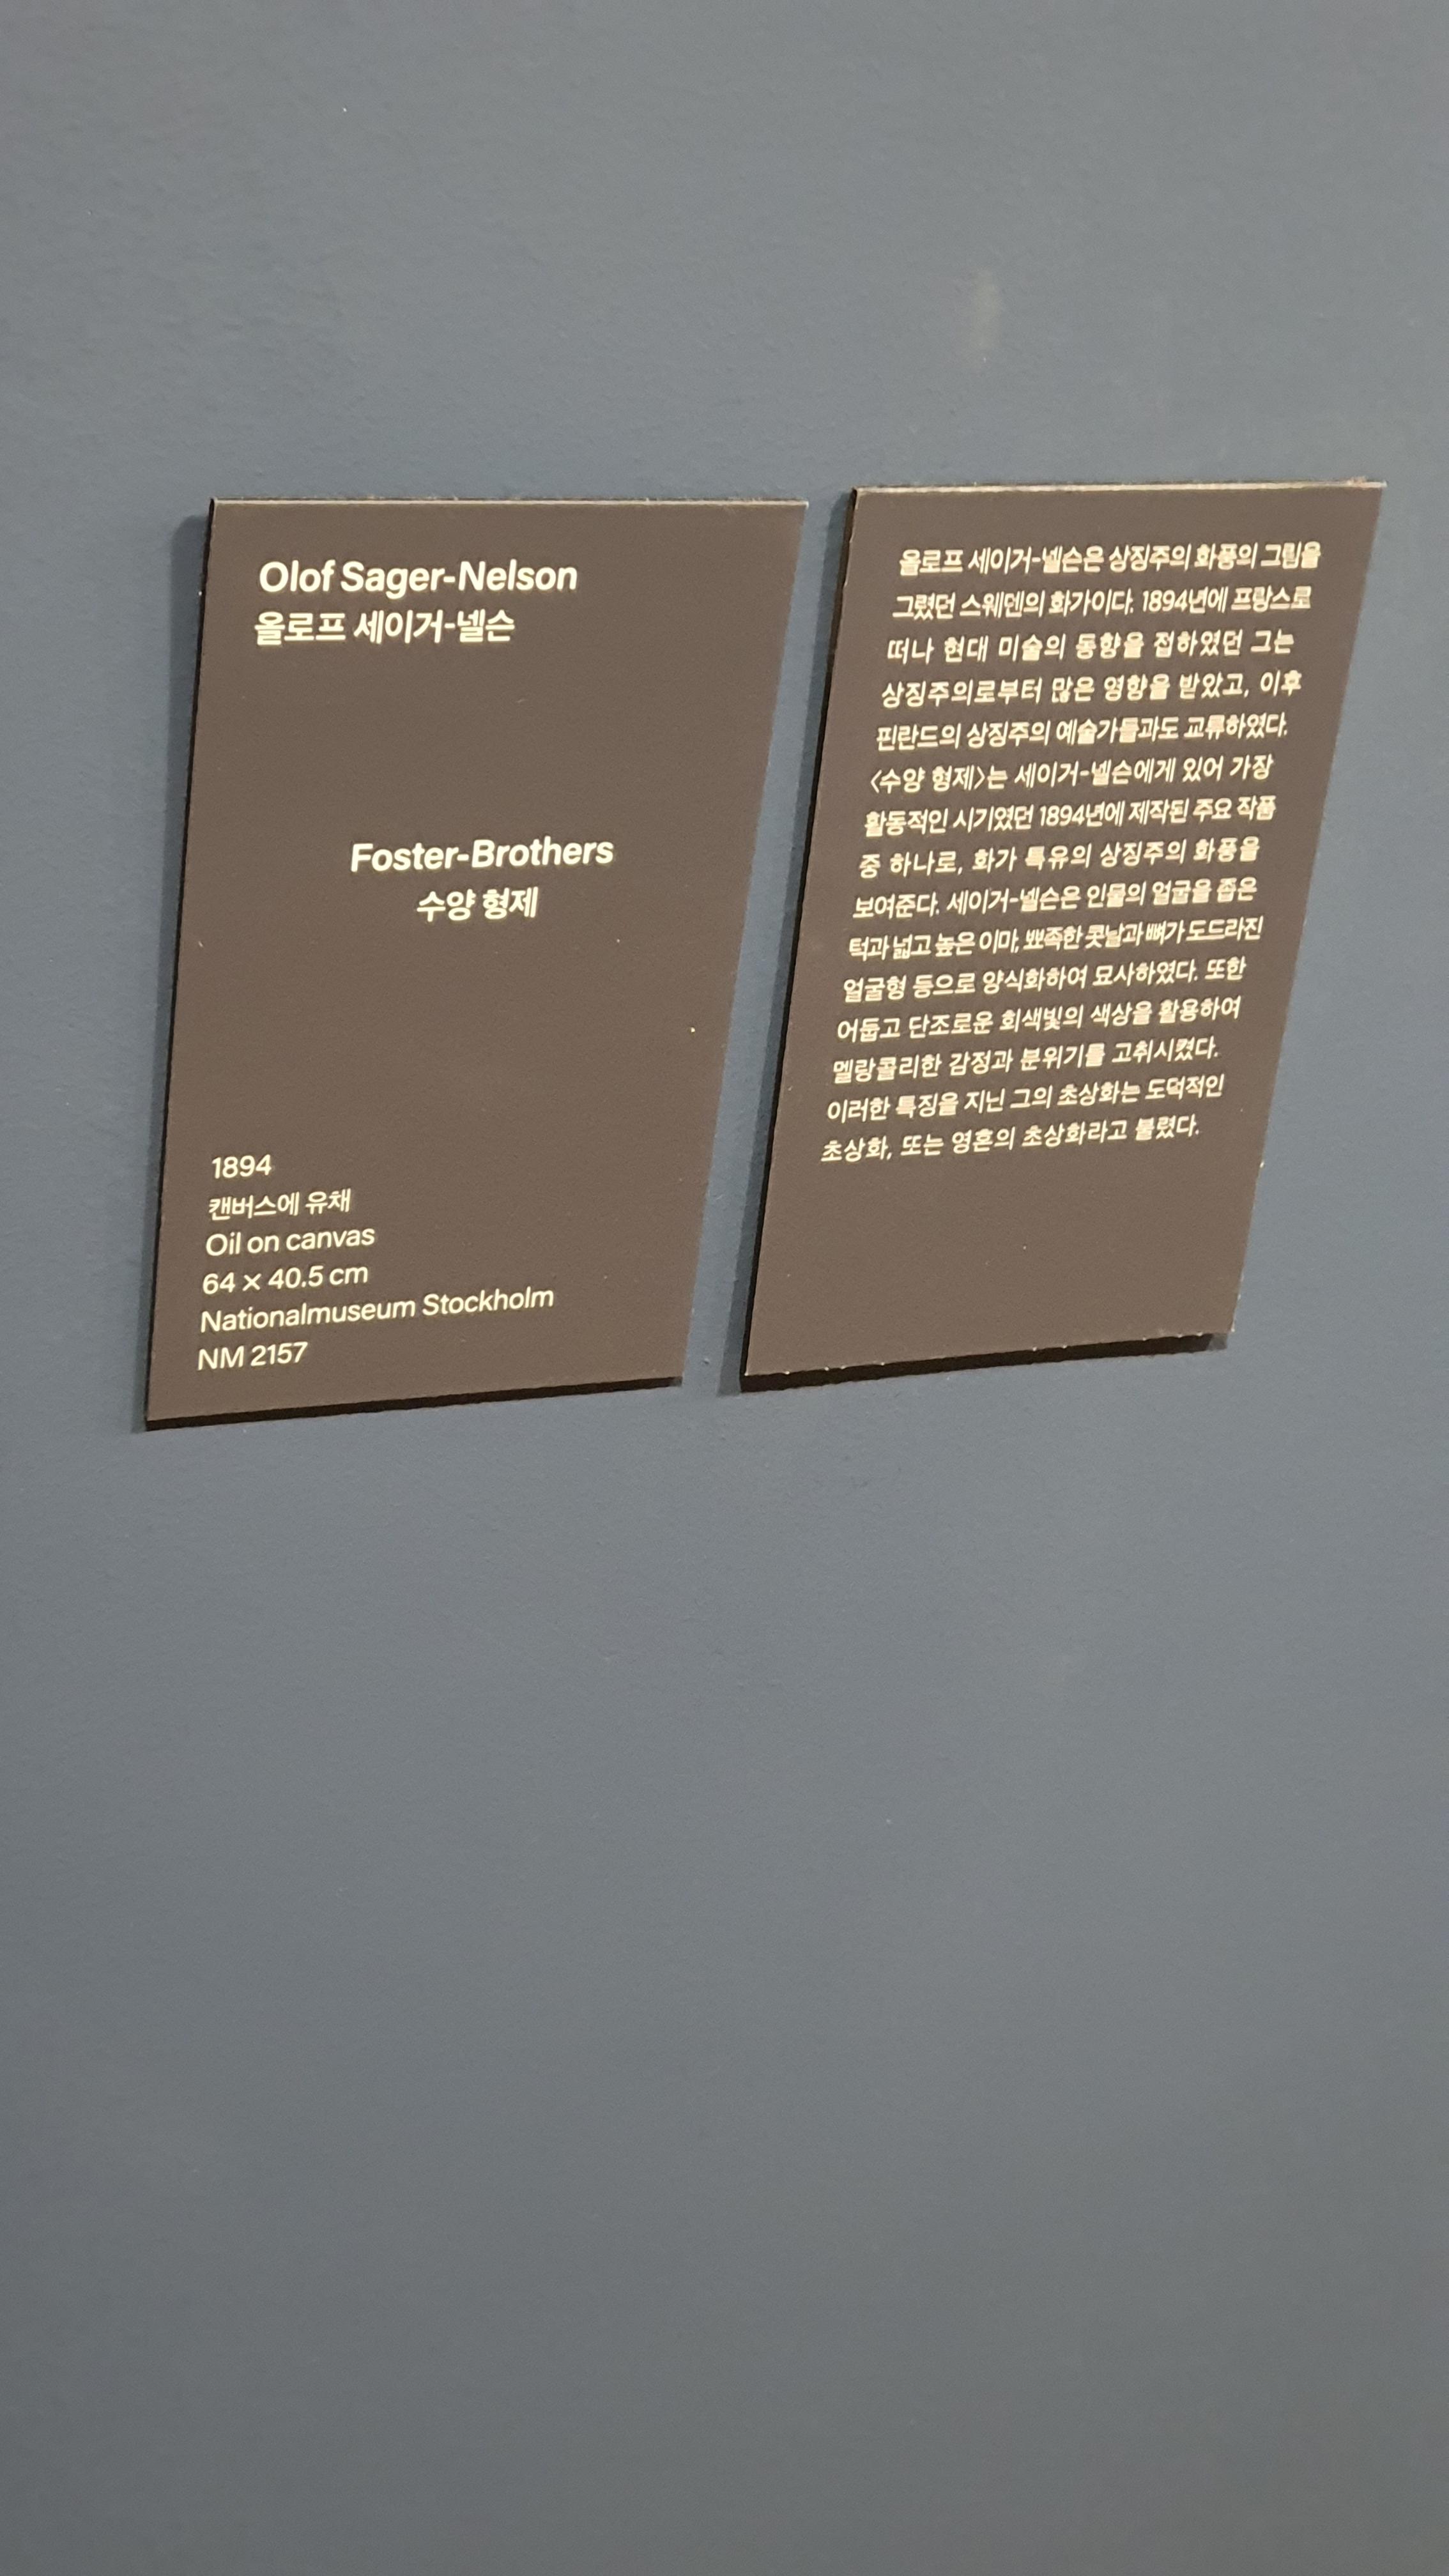 Olof Sager-Nelson
올로프 세이거-넬슨
Foster-Brothers
수양 형제
1894
캔버스에 유채
Oil on canvas
64 × 40.5 cm
Nationalmuseum Stockholm
NM 2157
올로프 세이거-넬슨은 상징주의 화풍의 그림을
그렸던 스웨덴의 화가이다. 1894년에 프랑스로
떠나 현대 미술의 동향을 접하였던 그는
상징주의로부터 많은 영향을 받았고, 이후
핀란드의 상징주의 예술가들과도 교류하였다.
〈수양 형제〉는 세이거-넬슨에게 있어 가장
활동적인 시기였던 1894년에 제작된 주요 작품
중 하나로, 화가 특유의 상징주의 화풍을
보여준다. 세이거-넬슨은 인물의 얼굴을 좁은
턱과 넓고 높은 이마, 뾰족한 콧날과 뼈가 도드라진
얼굴형 등으로 양식화하여 묘사하였다. 또한
어둡고 단조로운 회색빛의 색상을 활용하여
멜랑콜리한 감정과 분위기를 고취시켰다.
이러한 특징을 지닌 그의 초상화는 도덕적인
초상화, 또는 영혼의 초상화라고 불렸다.